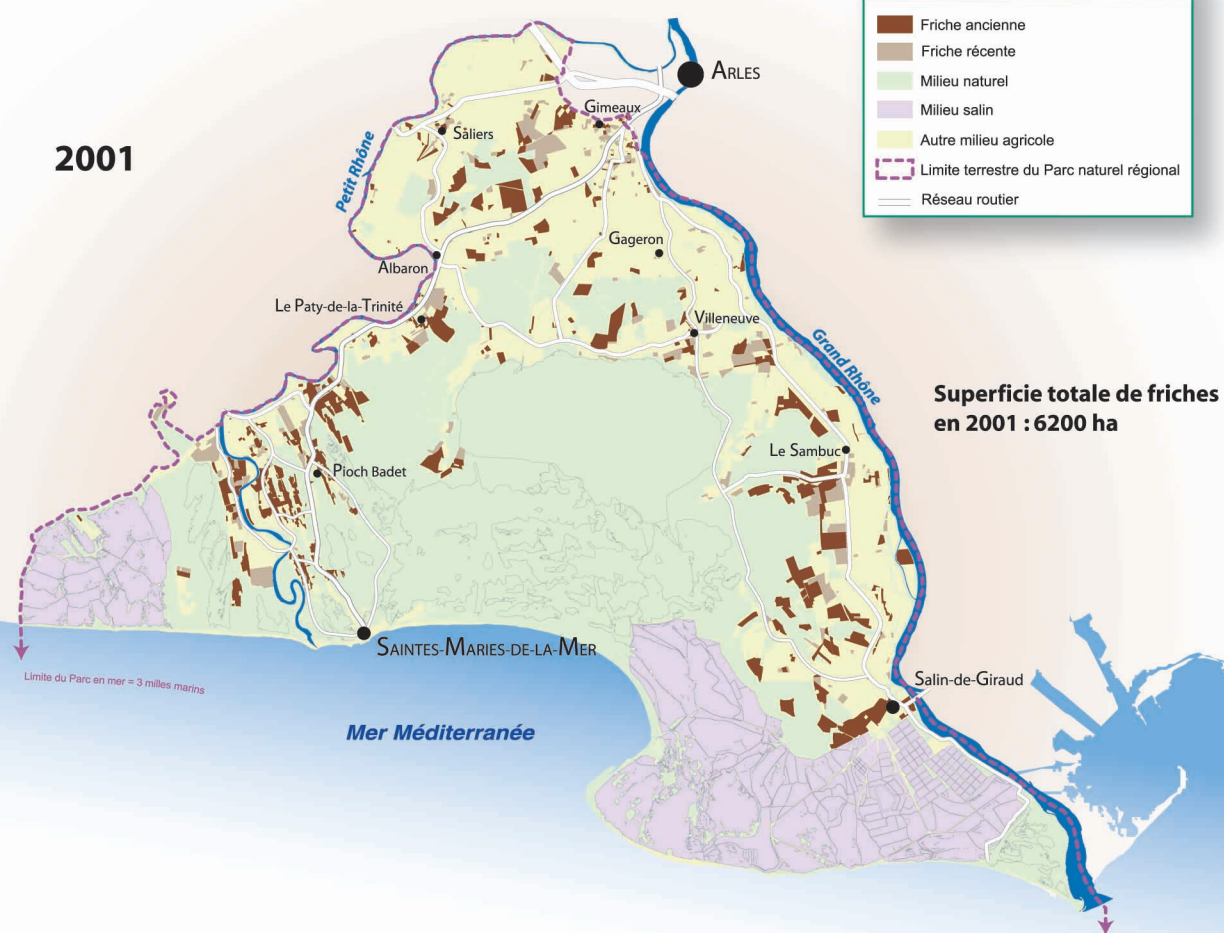 Friche ancienne
Friche récente
Milieu naturel
Milieu salin
Autre milieu agricole
Limite terrestre du Parc naturel régional
Réseau routier
2001
ARLES
Gimeaux
Saliers
Petit Rhône
Gageron
Albaron
Le Paty-de-la-Trinité
Villeneuve
Grand Rhône
Superficie totale de friches
en 2001 : 6200 ha
Le Sambuc
Pioch Badet
SAINTES-MARIES-DE-LA-MER
Limite du Parc en mer = 3 milles marins
Salin-de-Giraud
Mer Méditerranée